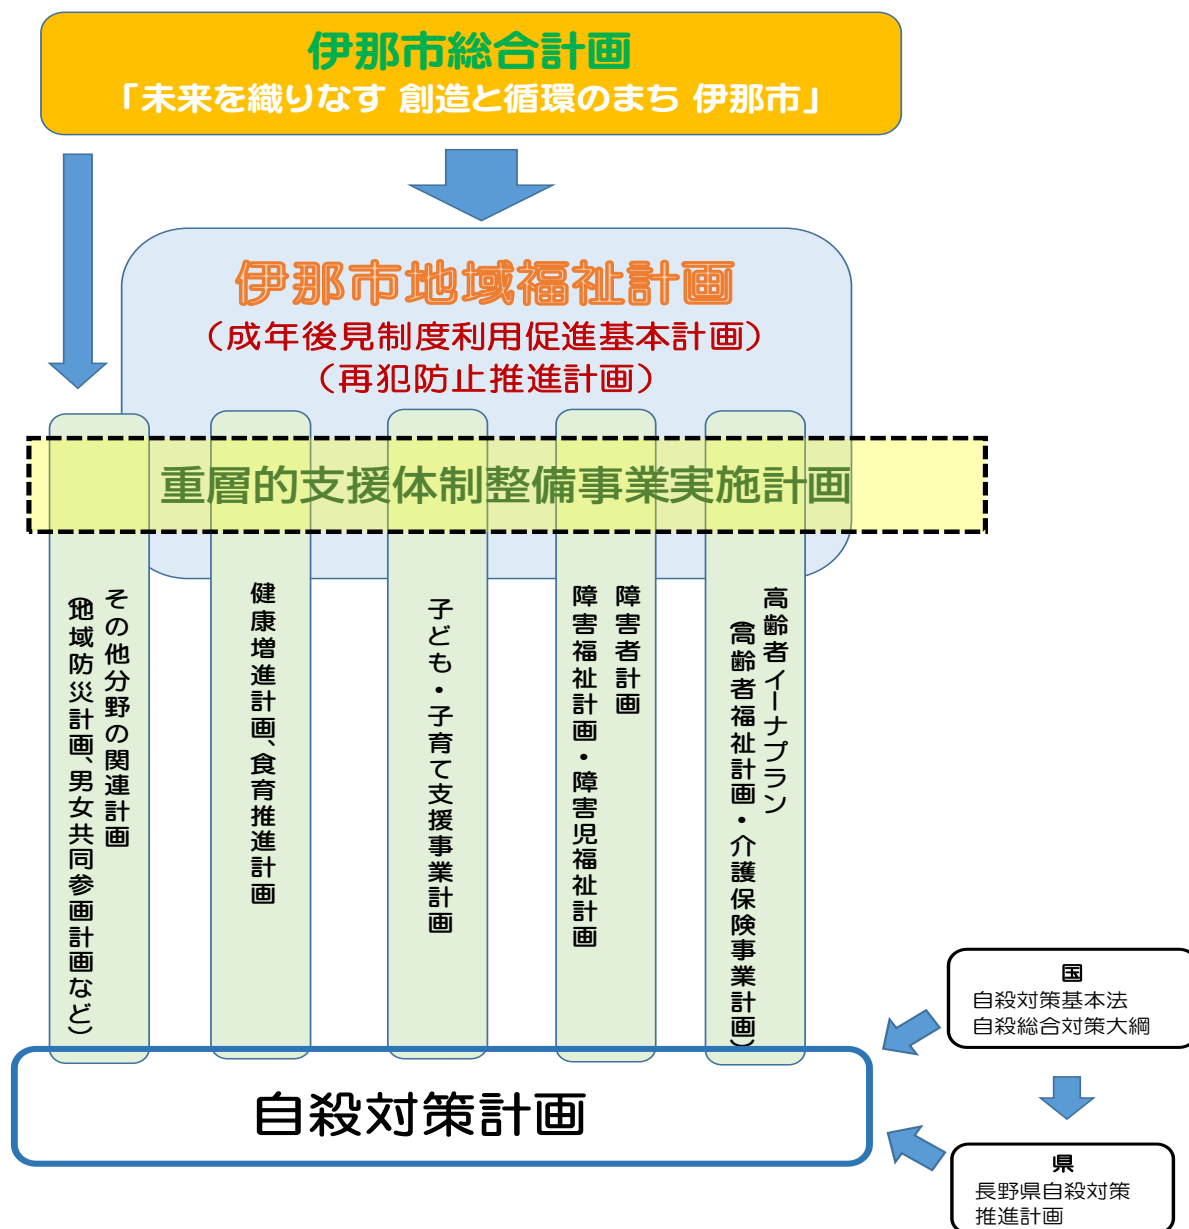 伊那市総合計画
「未来を織りなす 創造と循環のまち 伊那市」
伊那市地域福祉計画
（成年後見制度利用促進基本計画）
（再犯防止推進計画）
重層的支援体制整備事業実施計画
その他分野の関連計画
（地域防災計画、男女共同参画計画など）
健康増進計画、食育推進計画
子ども・子育て支援事業計画
障害者計画
障害福祉計画・障害児福祉計画
高齢者イーナプラン
（高齢者福祉計画・介護保険事業計画）
自殺対策計画
国
自殺対策基本法
自殺総合対策大綱
県
長野県自殺対策
推進計画